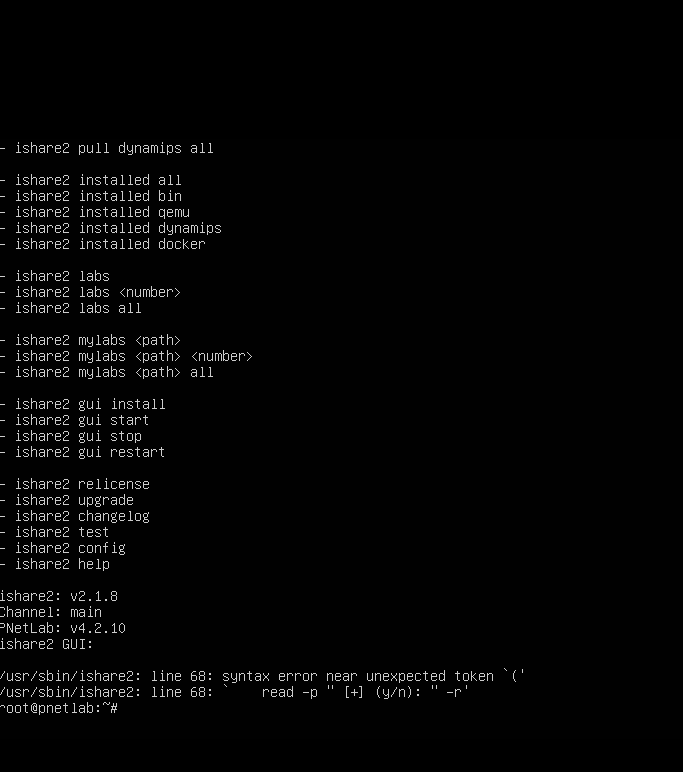 - ishare2 pull dynamips all
- ishare2 installed all
- ishare2 installed bin
- ishare2 installed qemu
- ishare2 installed dynamips
- ishare2 installed docker
- ishare2 labs
- ishare2 labs <number>
- ishare2 labs all
- ishare2 mylabs <path>
- ishare2 mylabs <path> <number>
- ishare2 mylabs <path> all
- ishare2 gui install
- ishare2 gui start
- ishare2 gui stop
- ishare2 gui restart
- ishare2 relicense
- ishare2 upgrade
- ishare2 changelog
- ishare2 test
- ishare2 config
- ishare2 help
ishare2: v2.1.8
Channel: main
PNetLab: v4.2.10
ishare2 GUI:
/usr/sbin/ishare2: line 68: syntax error near unexpected token `('
/usr/sbin/ishare2: line 68: `    read -p " [+] (y/n): " -r'
root@pnetlab:~#